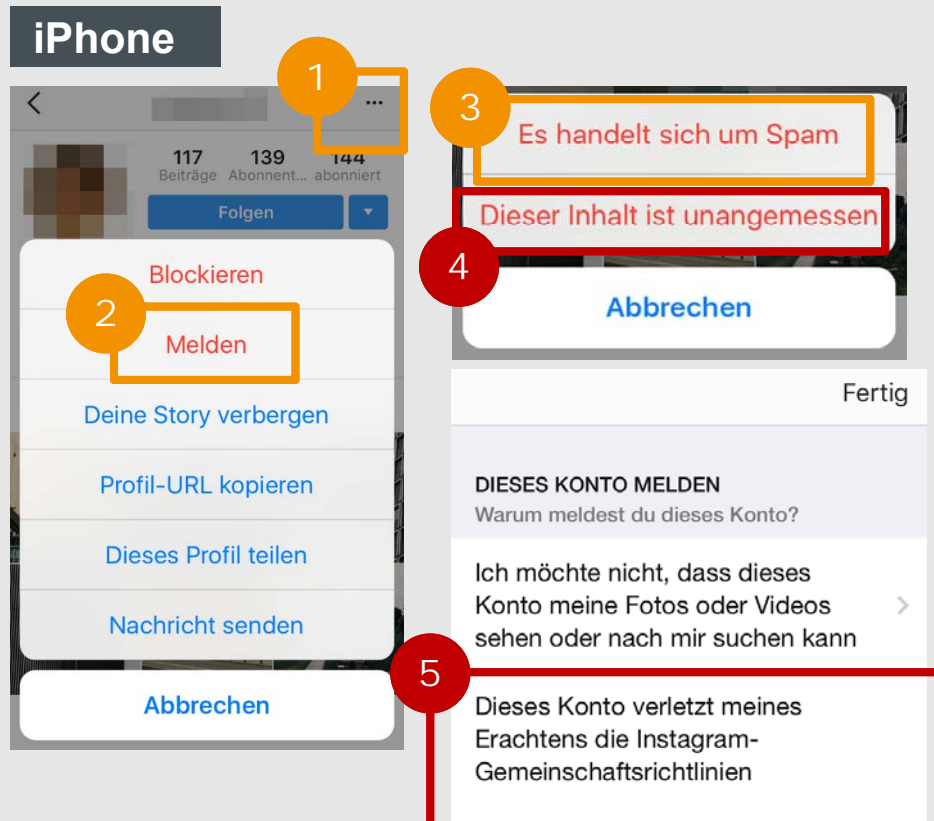 iPhone
1
...
117 139 144
Beiträge Abonnent... abonniert
Folgen
Blockieren
2
Melden
Deine Story verbergen
Profil-URL kopieren
Dieses Profil teilen
Nachricht senden
Abbrechen
3
Es handelt sich um Spam
Dieser Inhalt ist unangemessen
4
Abbrechen
Fertig
DIESES KONTO MELDEN
Warum meldest du dieses Konto?
Ich möchte nicht, dass dieses
Konto meine Fotos oder Videos
sehen oder nach mir suchen kann
5
Dieses Konto verletzt meines
Erachtens die Instagram-
Gemeinschaftsrichtlinien